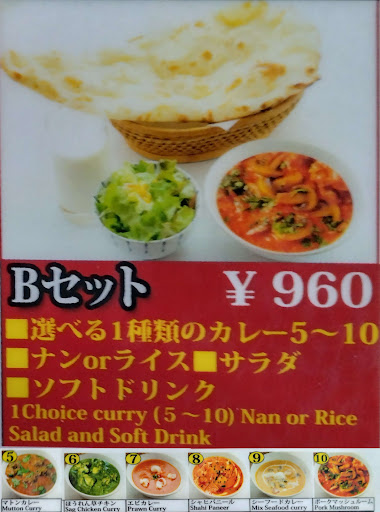 Bセット ¥960
■選べる1種類のカレー5〜10
■ナンorライス■サラダ
■ソフトドリンク
1Choice curry (5〜10) Nan or Rice
Salad and Soft Drink
5 6 7 8 9 10
マトンカレー ほうれん草チキン エビカレー シャヒパニール シーフードカレー ポークマッシュルーム
Mutton Curry Sag Chicken Curry Prawn Curry Shahi Paneer Mix Seafood curry Pork Mushroom